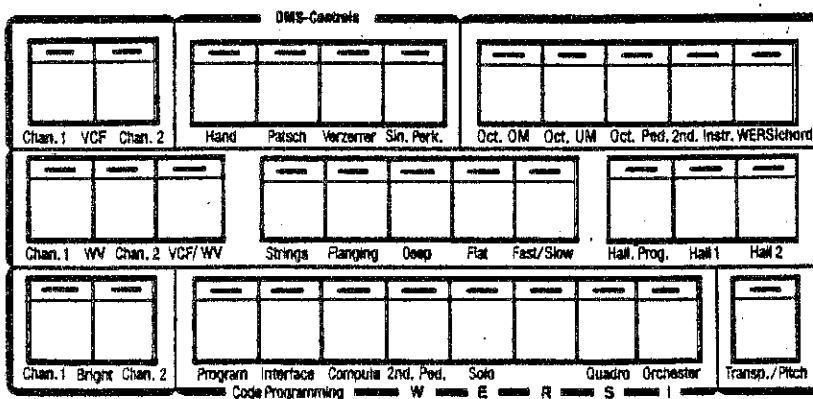 DMS-Controls
Chan. 1 VCF Chan. 2 Hand Patsch Verzerrer Sin. Perk. Oct. OM Oct. UM Oct. Ped. 2nd. Instr. WERSIchord
Chan. 1 WV Chan. 2 VCF/WV Strings Flanging Deep Flat Fast/Slow Hall. Prog. Hall 1 Hall 2
Chan. 1 Bright Chan. 2 Program Interface Compute 2nd. Ped. Solo Quadro Orchester Transp./Pitch
Code Programming W E R S I